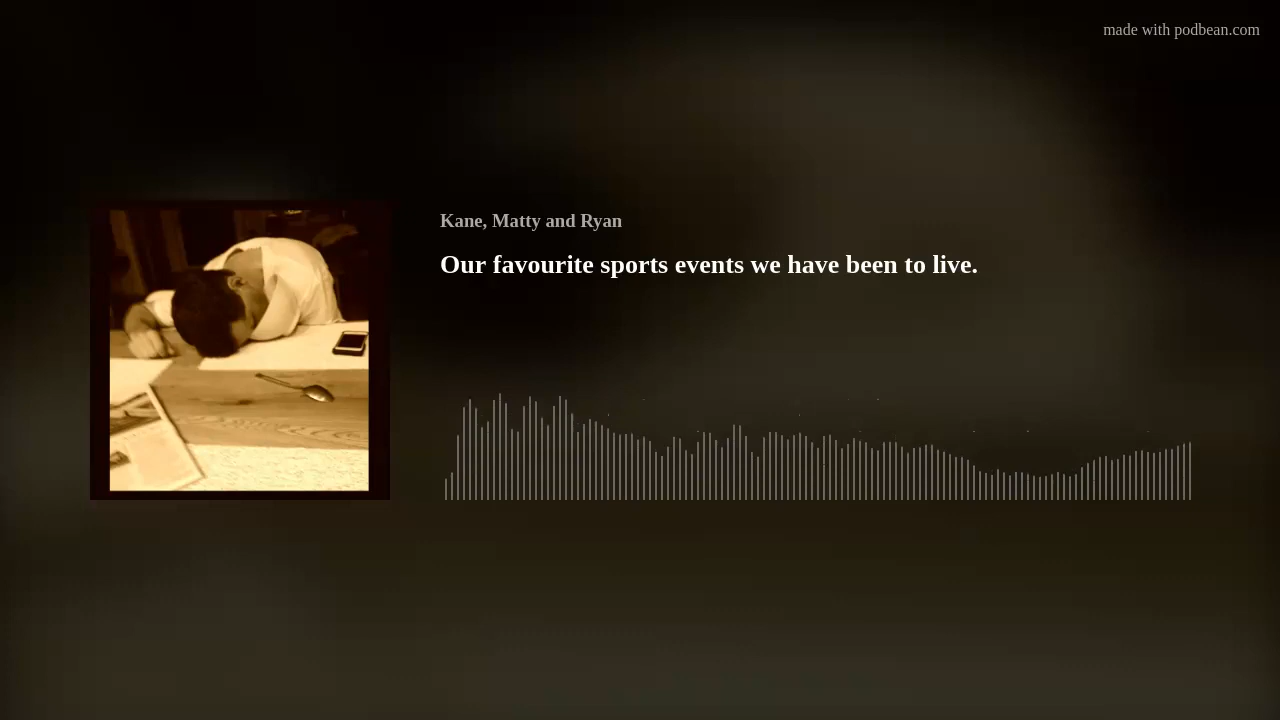 made with podbean.com
Kane, Matty and Ryan
Our favourite sports events we have been to live.